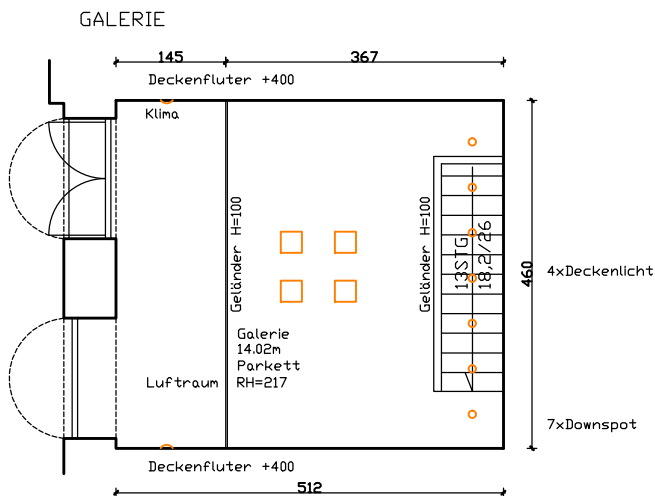 GALERIE
145
367
Deckenfluter +400
Klima
Geländer H=100
Geländer H=100
13STG
18,2/26
460
4xDeckenlicht
Galerie
14.02m
Parkett
RH=217
Luftraum
7xDownspot
Deckenfluter +400
512